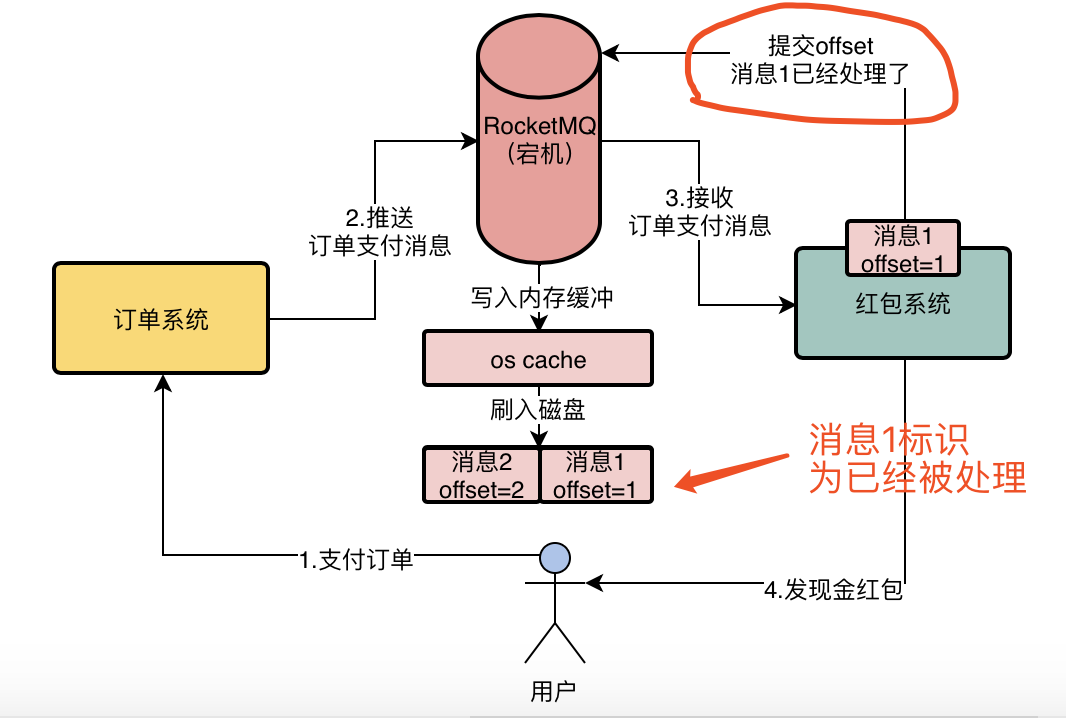 提交offset
消息1已经处理了
RocketMQ
（宕机）
2.推送
订单支付消息
3.接收
订单支付消息
消息1
offset=1
红包系统
订单系统
写入内存缓冲
os cache
刷入磁盘
消息2
offset=2
消息1
offset=1
消息1标识
为已经被处理
1.支付订单
4.发现金红包
用户